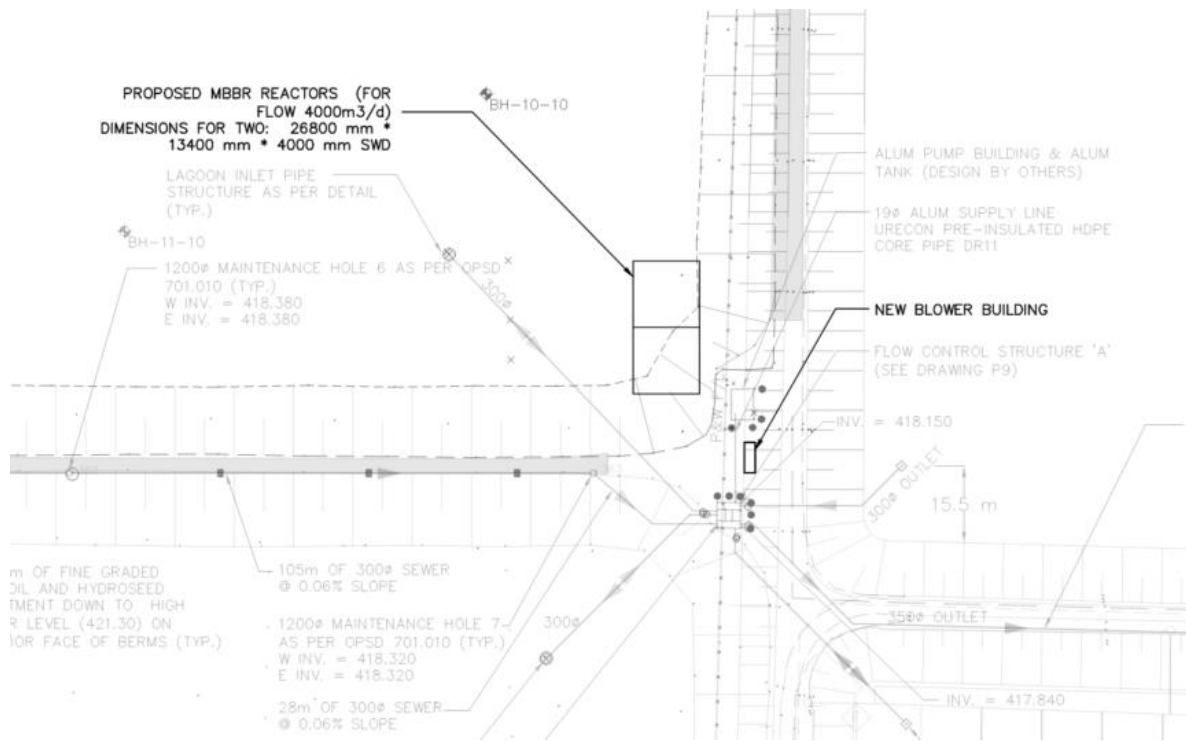 PROPOSED MBBR REACTORS (FOR
FLOW 4000m3/d)
DIMENSIONS FOR TWO: 26800 mm *
13400 mm * 4000 mm SWD
BH-10-10
LAGOON INLET PIPE
STRUCTURE AS PER DETAIL
(TYP.)
BH-11-10
1200ø MAINTENANCE HOLE 6 AS PER OPSD
701.010 (TYP.)
W INV. = 418.380
E INV. = 418.380
300ø
ALUM PUMP BUILDING & ALUM
TANK (DESIGN BY OTHERS)
19ø ALUM SUPPLY LINE
URECON PRE-INSULATED HDPE
CORE PIPE DR11
NEW BLOWER BUILDING
FLOW CONTROL STRUCTURE 'A'
(SEE DRAWING P9)
INV. = 418.150
300ø OUTLET
15.5 m
m OF FINE GRADED
OIL AND HYDROSEED
TMENT DOWN TO HIGH
R LEVEL (421.30) ON
IOR FACE OF BERMS (TYP.)
105m OF 300ø SEWER
@ 0.06% SLOPE
1200ø MAINTENANCE HOLE 7
AS PER OPSD 701.010 (TYP.)
W INV. = 418.320
E INV. = 418.320
28m OF 300ø SEWER
@ 0.06% SLOPE
300ø
350ø OUTLET
INV. = 417.840